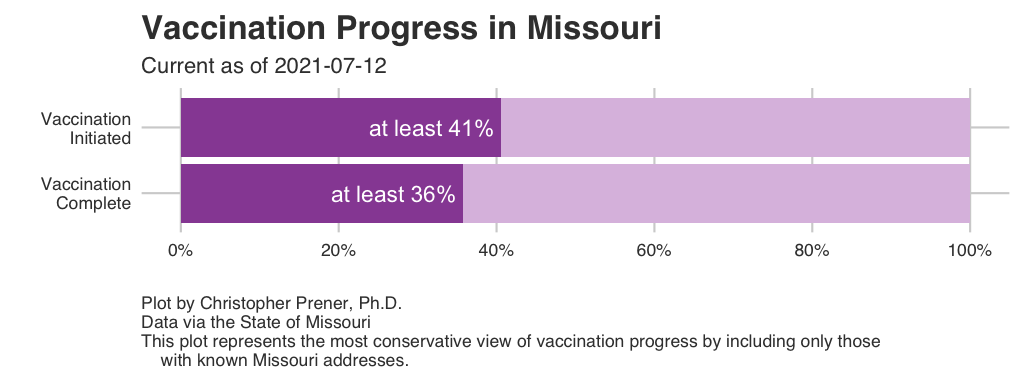 Vaccination Progress in Missouri
Current as of 2021-07-12
Vaccination
Initiated
at least 41%
Vaccination
Complete
at least 36%
0% 20% 40% 60% 80% 100%
Plot by Christopher Prener, Ph.D.
Data via the State of Missouri
This plot represents the most conservative view of vaccination progress by including only those
with known Missouri addresses.